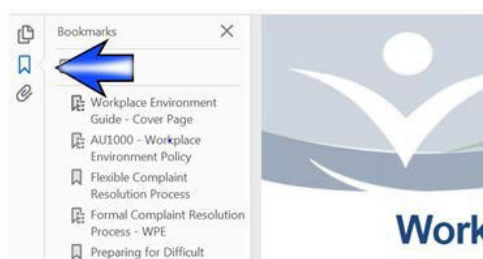 Bookmarks
Workplace Environment
Guide - Cover Page
AU1000 - Workplace
Environment Policy
Flexible Complaint
Resolution Process
Formal Complaint Resolution
Process - WPE
Preparing for Difficult
Work